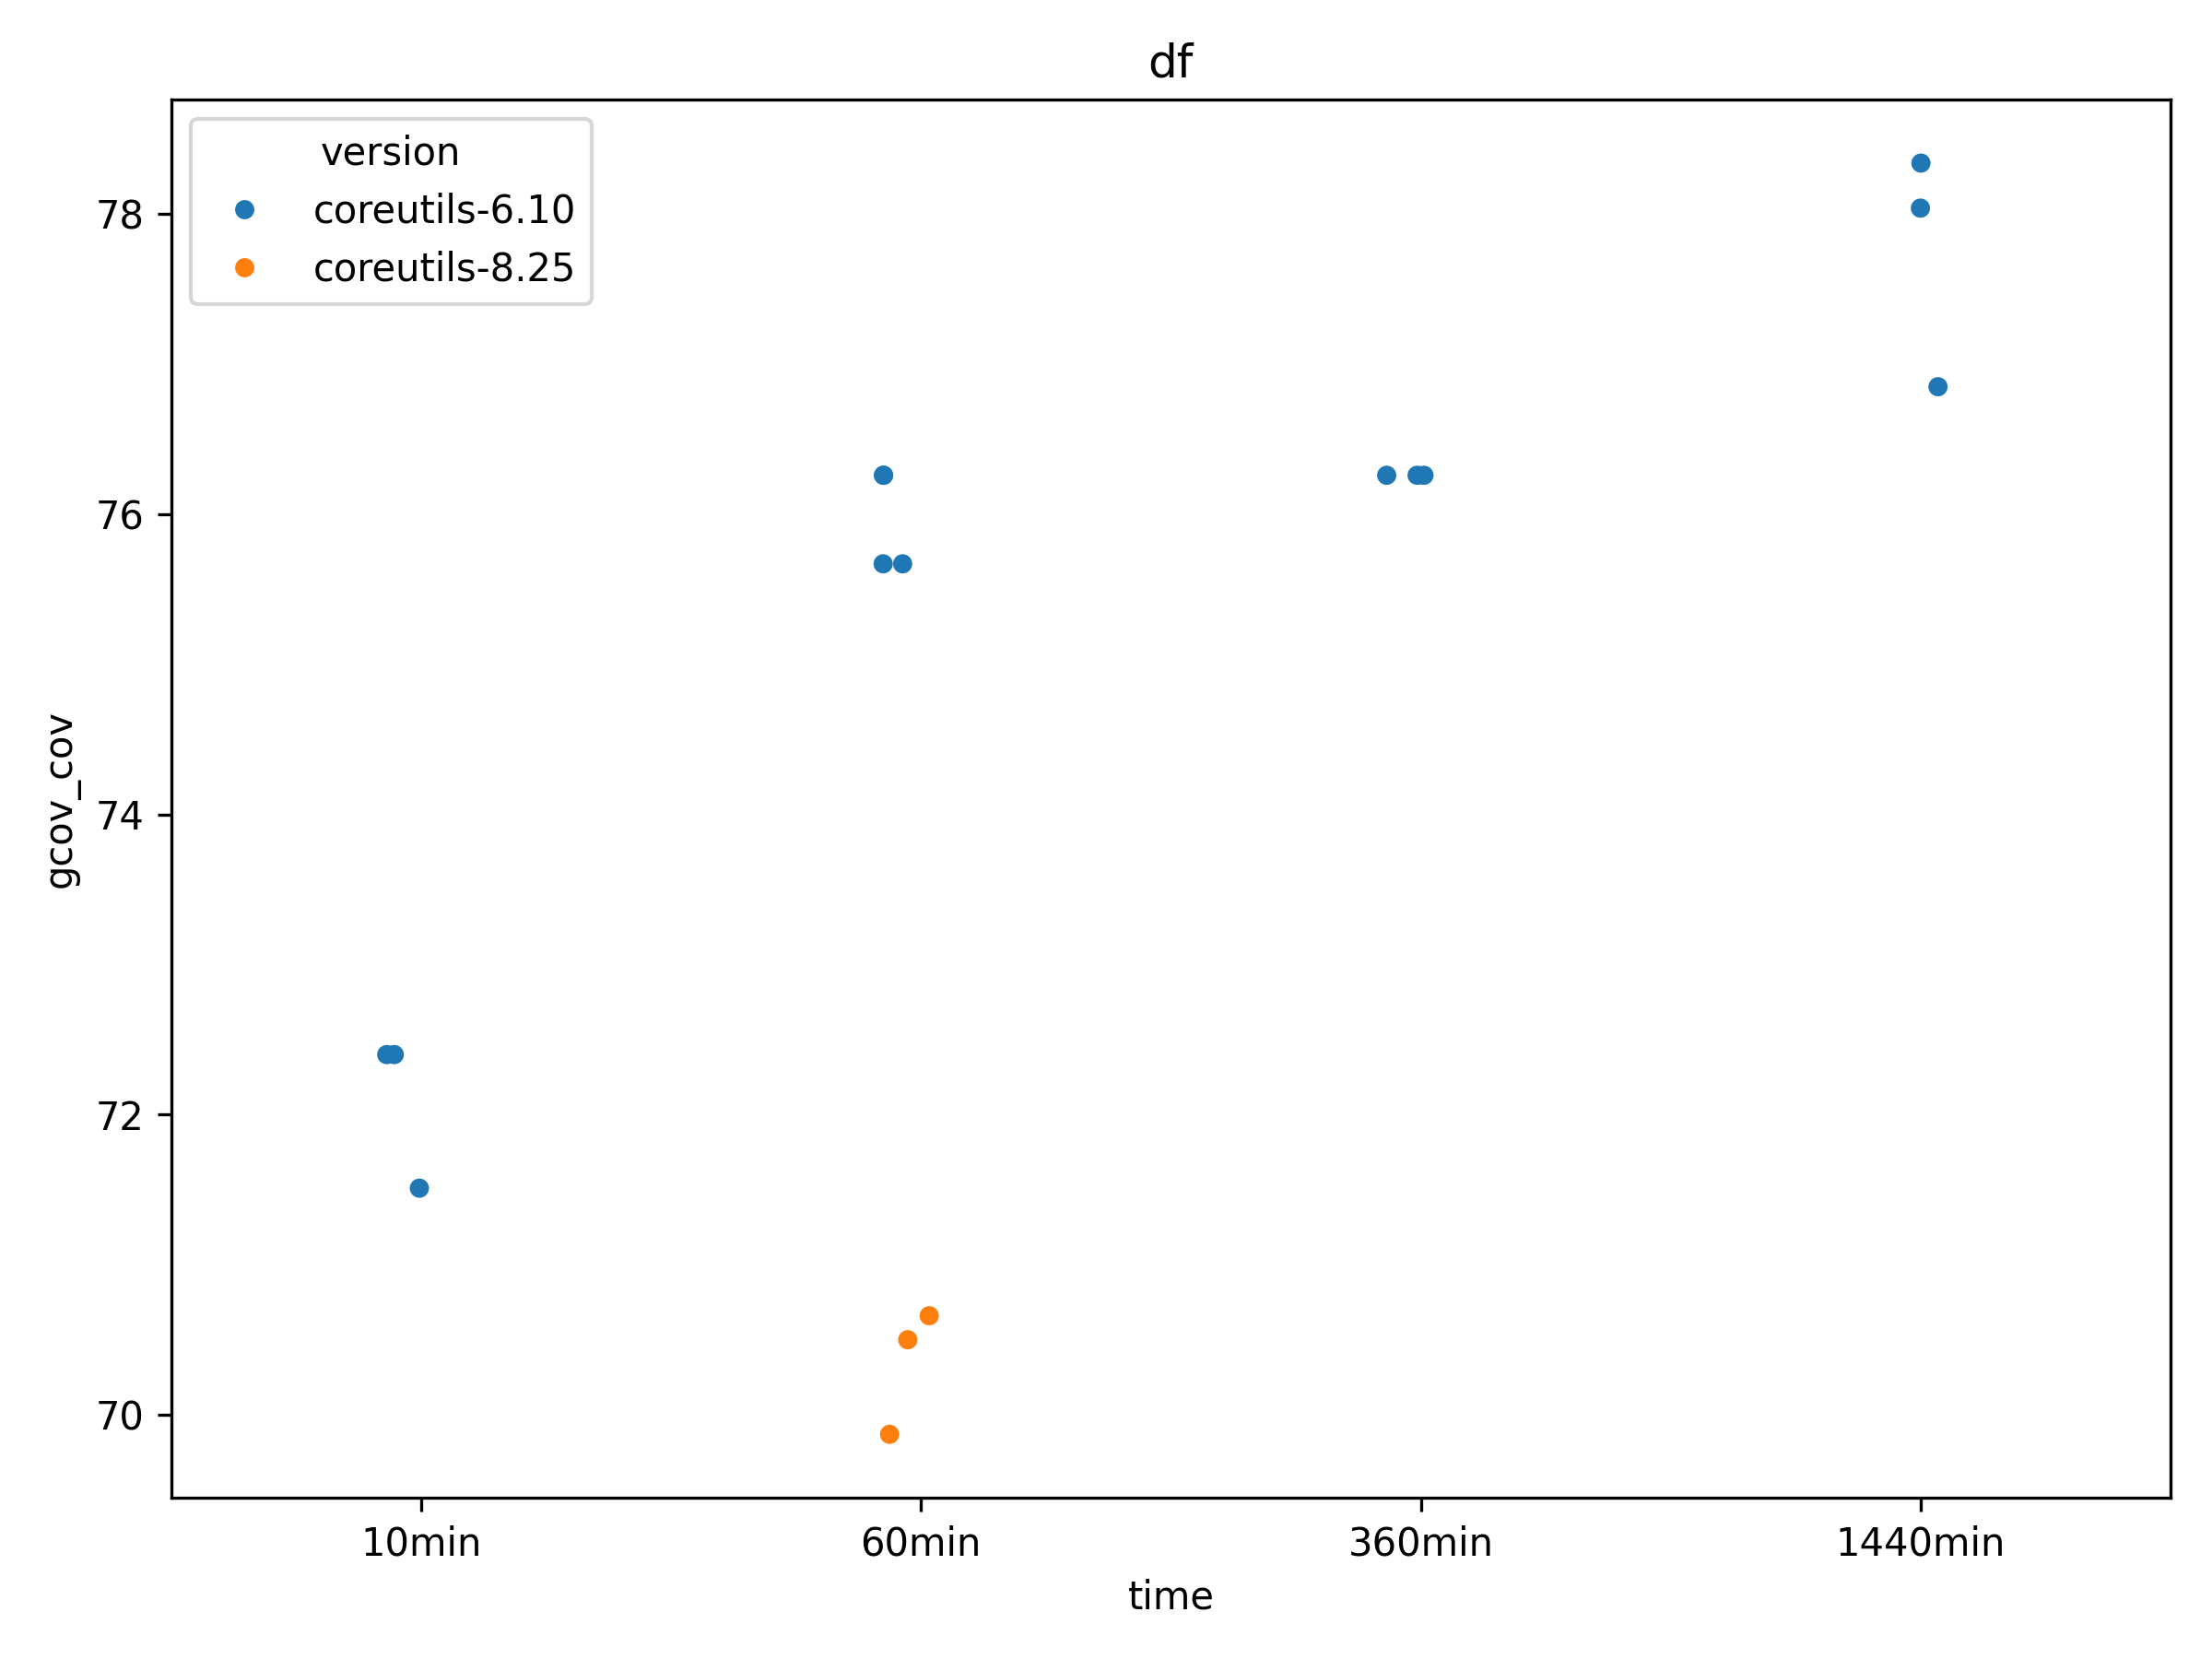 df
version
coreutils-6.10
coreutils-8.25
78
76
74
72
70
gcov_cov
10min 60min 360min 1440min
time